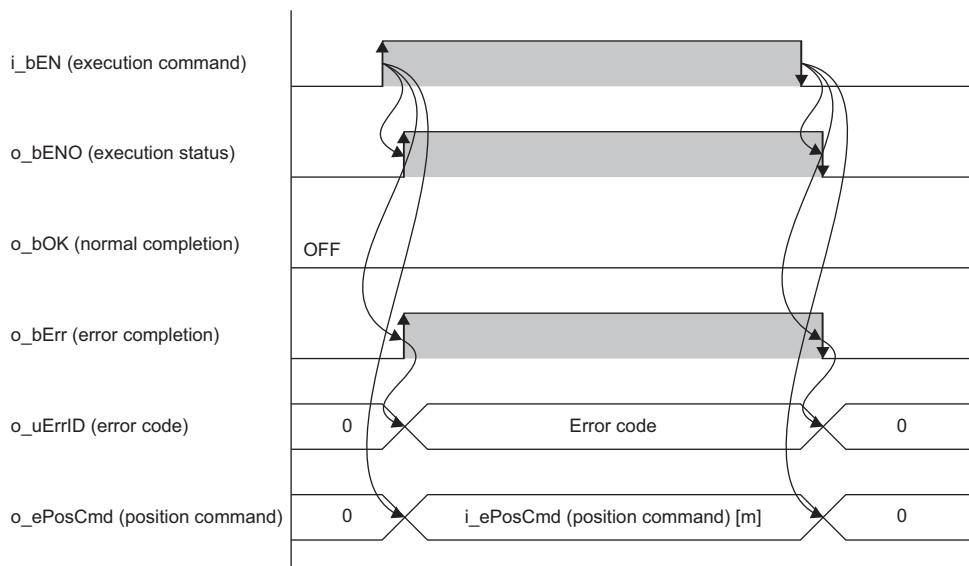 i_bEN (execution command)
o_bENO (execution status)
o_bOK (normal completion)
OFF
o_bErr (error completion)
o_uErrID (error code)
0
Error code
0
o_ePosCmd (position command)
0
i_ePosCmd (position command) [m]
0